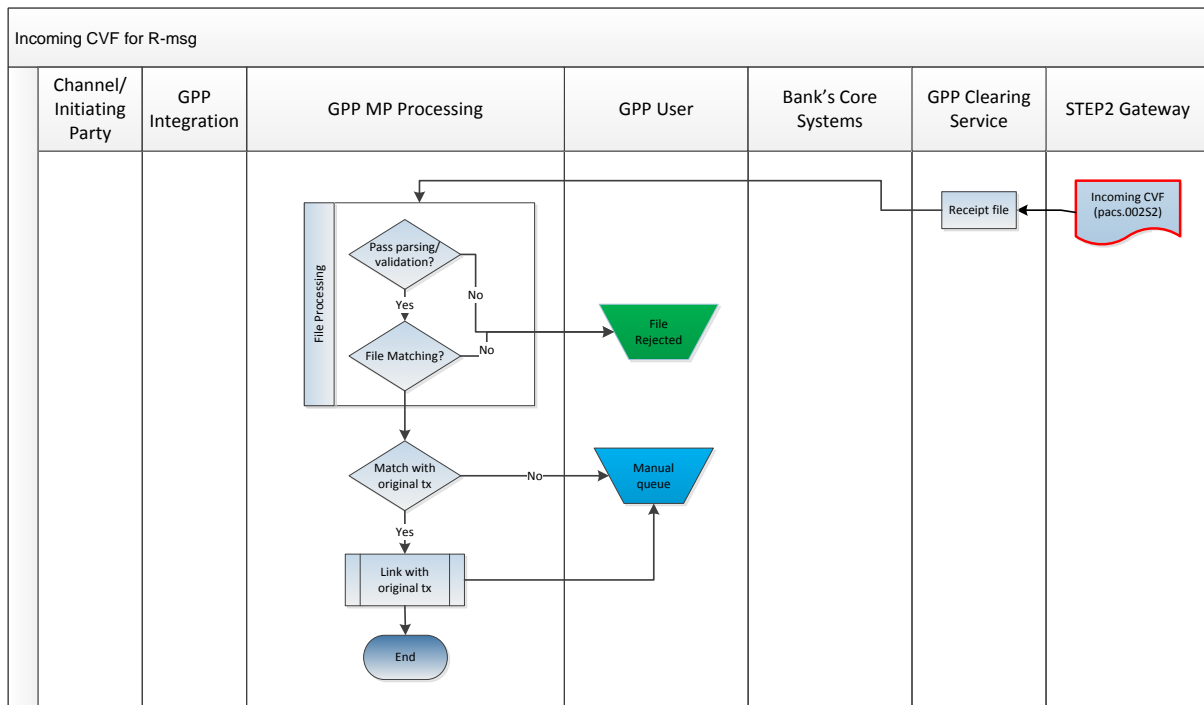 Incoming CVF for R-msg
Channel/
Initiating
Party
GPP
Integration
GPP MP Processing
GPP User
Bank's Core
Systems
GPP Clearing
Service
STEP2 Gateway
Incoming CVF
(pacs.002S2)
Receipt file
File Processing
Pass parsing/
validation?
No
Yes
File Matching?
No
File
Rejected
Match with
original tx
No
Manual
queue
Yes
Link with
original tx
End